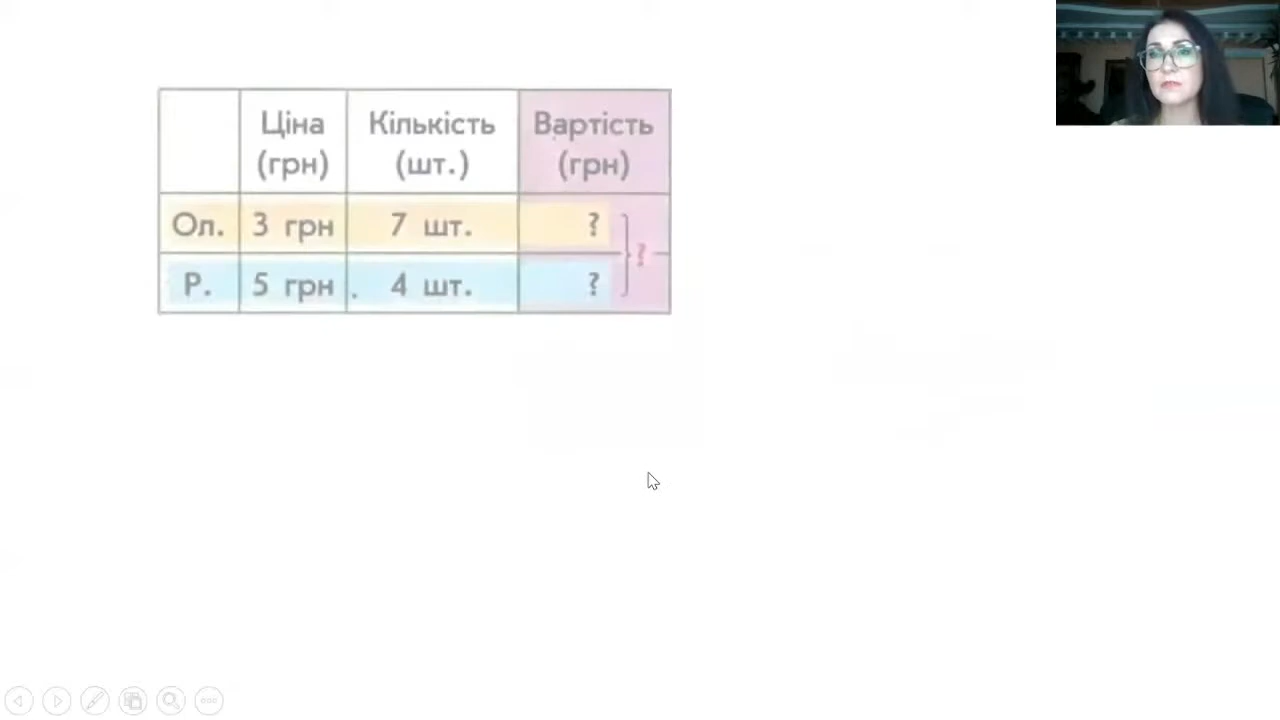 Ціна Кількість Вартість
(грн) (шт.) (грн)
Ол. 3 грн 7 шт. ?
?
Р. 5 грн . 4 шт. ?